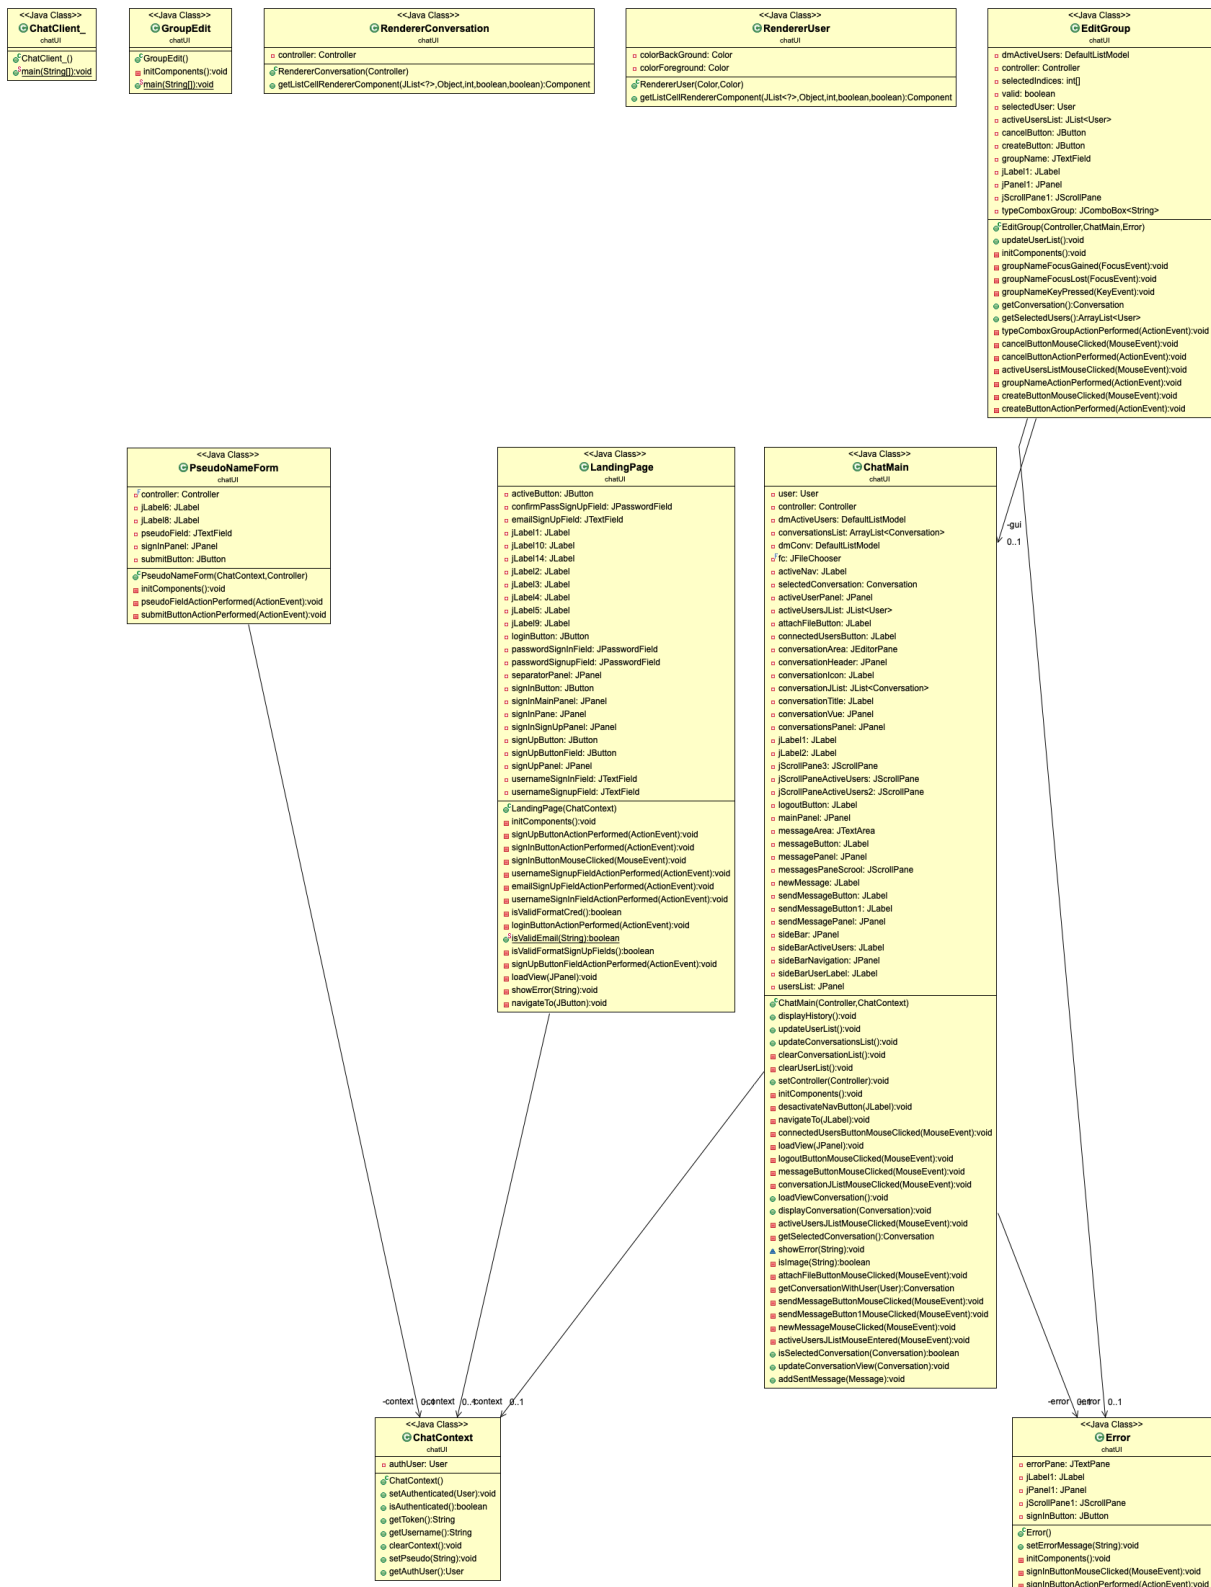 <<Java Class>>
ChatClient_
chatUI
ChatClient_()
main(String[]):void
<<Java Class>>
GroupEdit
chatUI
GroupEdit()
initComponents():void
main(String[]):void
<<Java Class>>
RendererConversation
chatUI
controller: Controller
RendererConversation(Controller)
getListCellRendererComponent(JList<?>,Object,int,boolean,boolean):Component
<<Java Class>>
RendererUser
chatUI
colorBackGround: Color
colorForeground: Color
RendererUser(Color,Color)
getListCellRendererComponent(JList<?>,Object,int,boolean,boolean):Component
<<Java Class>>
EditGroup
chatUI
dmActiveUsers: DefaultListModel
controller: Controller
selectedIndices: int[]
valid: boolean
selectedUser: User
activeUsersList: JList<User>
cancelButton: JButton
createButton: JButton
groupName: JTextField
jLabel1: JLabel
jPanel1: JPanel
jScrollPane1: JScrollPane
typeComboxGroup: JComboBox<String>
EditGroup(Controller,ChatMain,Error)
updateUserList():void
initComponents():void
groupNameFocusGained(FocusEvent):void
groupNameFocusLost(FocusEvent):void
groupNameKeyPressed(KeyEvent):void
getConversation():Conversation
getSelectedUsers():ArrayList<User>
typeComboxGroupActionPerformed(ActionEvent):void
cancelButtonMouseClicked(MouseEvent):void
cancelButtonActionPerformed(ActionEvent):void
activeUsersListMouseClicked(MouseEvent):void
groupNameActionPerformed(ActionEvent):void
createButtonMouseClicked(MouseEvent):void
createButtonActionPerformed(ActionEvent):void
<<Java Class>>
PseudoNameForm
chatUI
controller: Controller
jLabel6: JLabel
jLabel8: JLabel
pseudoField: JTextField
signInPanel: JPanel
submitButton: JButton
PseudoNameForm(ChatContext,Controller)
initComponents():void
pseudoFieldActionPerformed(ActionEvent):void
submitButtonActionPerformed(ActionEvent):void
<<Java Class>>
LandingPage
chatUI
activeButton: JButton
confirmPassSignUpField: JPasswordField
emailSignUpField: JTextField
jLabel1: JLabel
jLabel10: JLabel
jLabel14: JLabel
jLabel2: JLabel
jLabel3: JLabel
jLabel4: JLabel
jLabel5: JLabel
jLabel9: JLabel
loginButton: JButton
passwordSignInField: JPasswordField
passwordSignupField: JPasswordField
separatorPanel: JPanel
signInButton: JButton
signInMainPanel: JPanel
signInPane: JPanel
signInSignUpPanel: JPanel
signUpButton: JButton
signUpButtonField: JButton
signUpPanel: JPanel
usernameSignInField: JTextField
usernameSignupField: JTextField
LandingPage(ChatContext)
initComponents():void
signUpButtonActionPerformed(ActionEvent):void
signInButtonActionPerformed(ActionEvent):void
signInButtonMouseClicked(MouseEvent):void
usernameSignupFieldActionPerformed(ActionEvent):void
emailSignUpFieldActionPerformed(ActionEvent):void
usernameSignInFieldActionPerformed(ActionEvent):void
isValidFormatCred():boolean
loginButtonActionPerformed(ActionEvent):void
isValidEmail(String):boolean
isValidFormatSignUpFields():boolean
signUpButtonFieldActionPerformed(ActionEvent):void
loadView(JPanel):void
showError(String):void
navigateTo(JButton):void
<<Java Class>>
ChatMain
chatUI
user: User
controller: Controller
dmActiveUsers: DefaultListModel
conversationsList: ArrayList<Conversation>
dmConv: DefaultListModel
fc: JFileChooser
activeNav: JLabel
selectedConversation: Conversation
activeUserPanel: JPanel
activeUsersJList: JList<User>
attachFileButton: JLabel
connectedUsersButton: JLabel
conversationArea: JEditorPane
conversationHeader: JPanel
conversationIcon: JLabel
conversationJList: JList<Conversation>
conversationTitle: JLabel
conversationVue: JPanel
conversationsPanel: JPanel
jLabel1: JLabel
jLabel2: JLabel
jScrollPane3: JScrollPane
jScrollPaneActiveUsers: JScrollPane
jScrollPaneActiveUsers2: JScrollPane
logoutButton: JLabel
mainPanel: JPanel
messageArea: JTextArea
messageButton: JLabel
messagePanel: JPanel
messagesPaneScrool: JScrollPane
newMessage: JLabel
sendMessageButton: JLabel
sendMessageButton1: JLabel
sendMessagePanel: JPanel
sideBar: JPanel
sideBarActiveUsers: JLabel
sideBarNavigation: JPanel
sideBarUserLabel: JLabel
usersList: JPanel
ChatMain(Controller,ChatContext)
displayHistory():void
updateUserList():void
updateConversationsList():void
clearConversationList():void
clearUserList():void
setController(Controller):void
initComponents():void
desactivateNavButton(JLabel):void
navigateTo(JLabel):void
connectedUsersButtonMouseClicked(MouseEvent):void
loadView(JPanel):void
logoutButtonMouseClicked(MouseEvent):void
messageButtonMouseClicked(MouseEvent):void
conversationJListMouseClicked(MouseEvent):void
loadViewConversation():void
displayConversation(Conversation):void
activeUsersJListMouseClicked(MouseEvent):void
getSelectedConversation():Conversation
showError(String):void
isImage(String):boolean
attachFileButtonMouseClicked(MouseEvent):void
getConversationWithUser(User):Conversation
sendMessageButtonMouseClicked(MouseEvent):void
sendMessageButton1MouseClicked(MouseEvent):void
newMessageMouseClicked(MouseEvent):void
activeUsersJListMouseEntered(MouseEvent):void
isSelectedConversation(Conversation):boolean
updateConversationView(Conversation):void
addSentMessage(Message):void
-gui
0..1
-context 0..1 -context 0..1 -context 0..1
-error 0..1 -error 0..1
<<Java Class>>
ChatContext
chatUI
authUser: User
ChatContext()
setAuthenticated(User):void
isAuthenticated():boolean
getToken():String
getUsername():String
clearContext():void
setPseudo(String):void
getAuthUser():User
<<Java Class>>
Error
chatUI
errorPane: JTextPane
jLabel1: JLabel
jPanel1: JPanel
jScrollPane1: JScrollPane
signInButton: JButton
Error()
setErrorMessage(String):void
initComponents():void
signInButtonMouseClicked(MouseEvent):void
signInButtonActionPerformed(ActionEvent):void